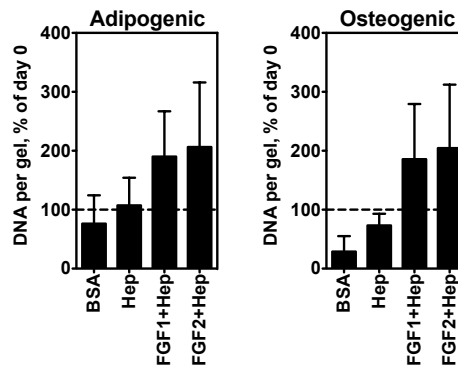 Adipogenic
DNA per gel, % of day 0
400
300
200
100
0
BSA
Hep
FGF1+Hep
FGF2+Hep
Osteogenic
DNA per gel, % of day 0
400
300
200
100
0
BSA
Hep
FGF1+Hep
FGF2+Hep